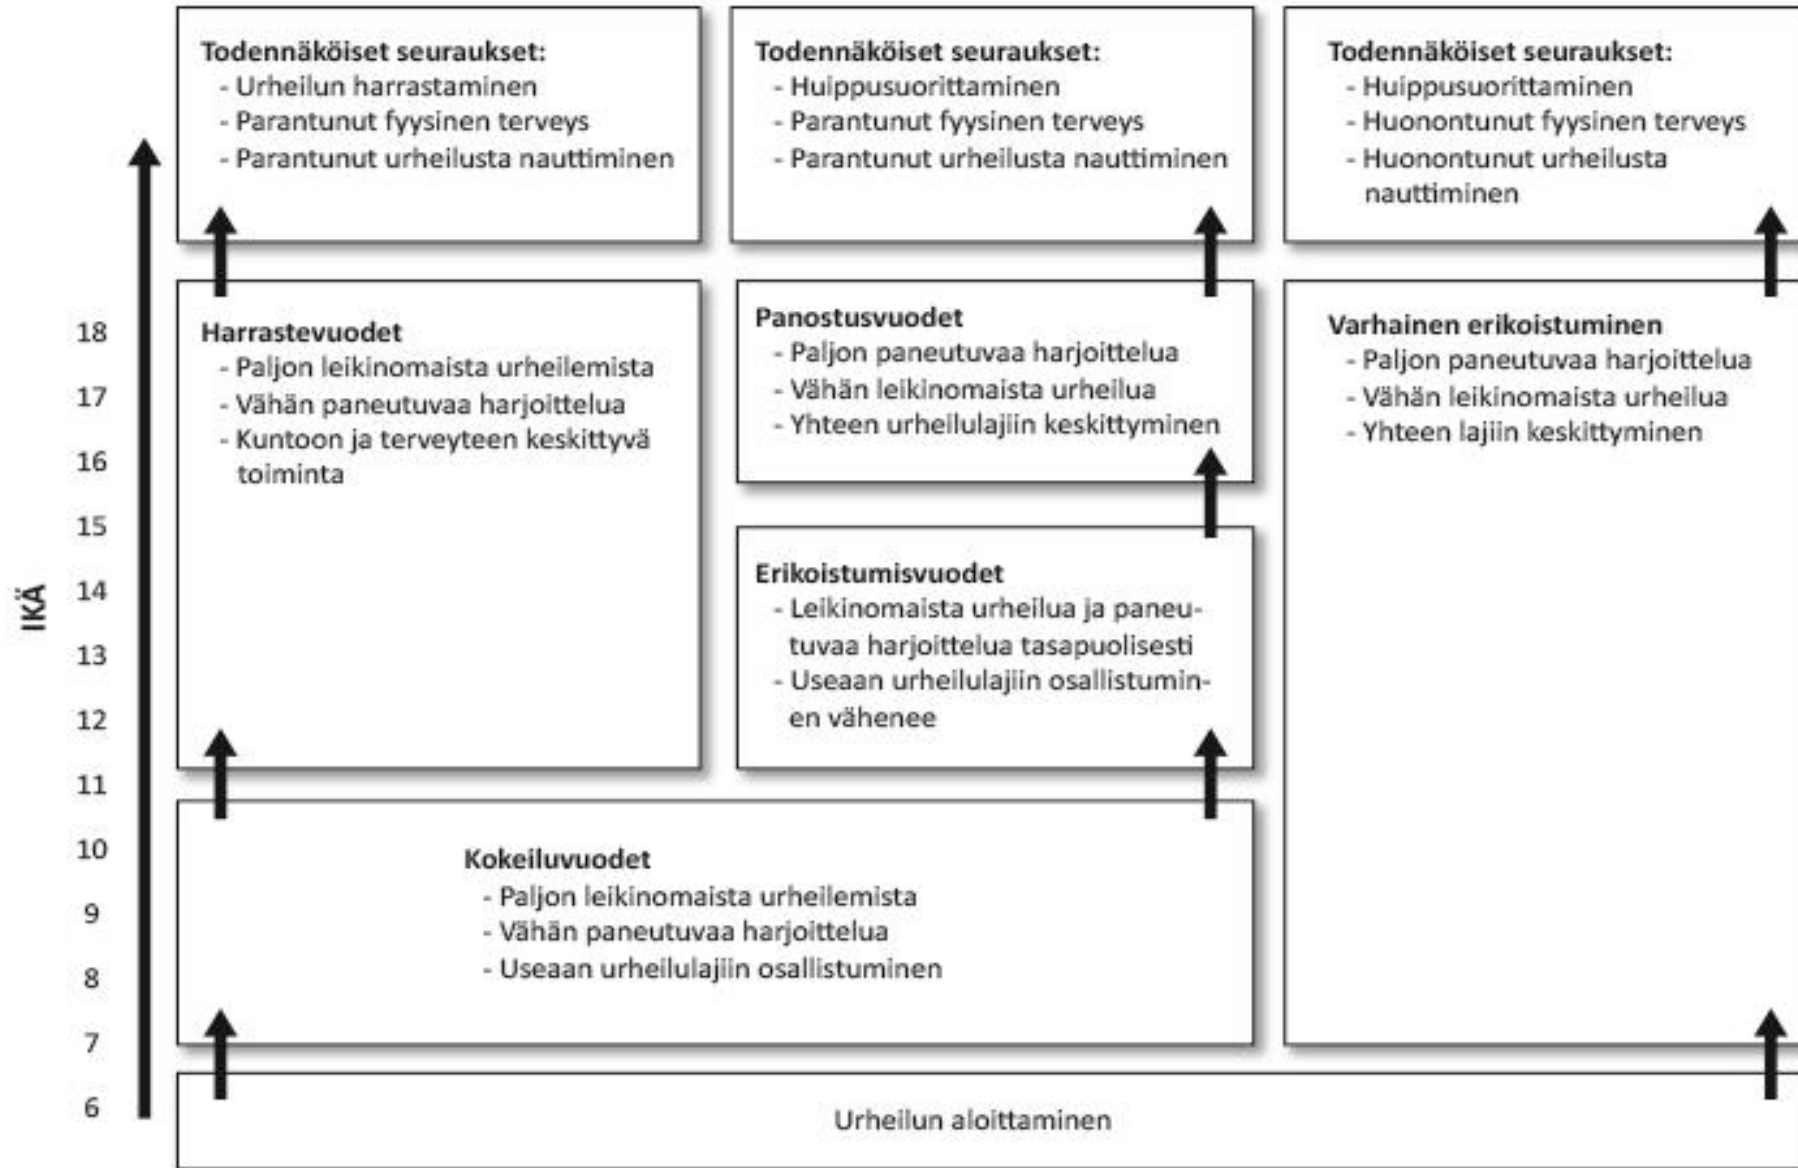 Todennäköiset seuraukset:
- Urheilun harrastaminen
- Parantunut fyysinen terveys
- Parantunut urheilusta nauttiminen
Todennäköiset seuraukset:
- Huippusuorittaminen
- Parantunut fyysinen terveys
- Parantunut urheilusta nauttiminen
Todennäköiset seuraukset:
- Huippusuorittaminen
- Huonontunut fyysinen terveys
- Huonontunut urheilusta
nauttiminen
Harrastevuodet
- Paljon leikinomaista urheilemista
- Vähän paneutuvaa harjoittelua
- Kuntoon ja terveyteen keskittyvä
toiminta
Panostusvuodet
- Paljon paneutuvaa harjoittelua
- Vähän leikinomaista urheilua
- Yhteen urheilulajiin keskittyminen
Varhainen erikoistuminen
- Paljon paneutuvaa harjoittelua
- Vähän leikinomaista urheilua
- Yhteen lajiin keskittyminen
Erikoistumisvuodet
- Leikinomaista urheilua ja paneu-
tuvaa harjoittelua tasapuolisesti
- Useaan urheilulajiin osallistumin-
en vähenee
Kokeiluvuodet
- Paljon leikinomaista urheilemista
- Vähän paneutuvaa harjoittelua
- Useaan urheilulajiin osallistuminen
Urheilun aloittaminen
IKÄ
18
17
16
15
14
13
12
11
10
9
8
7
6